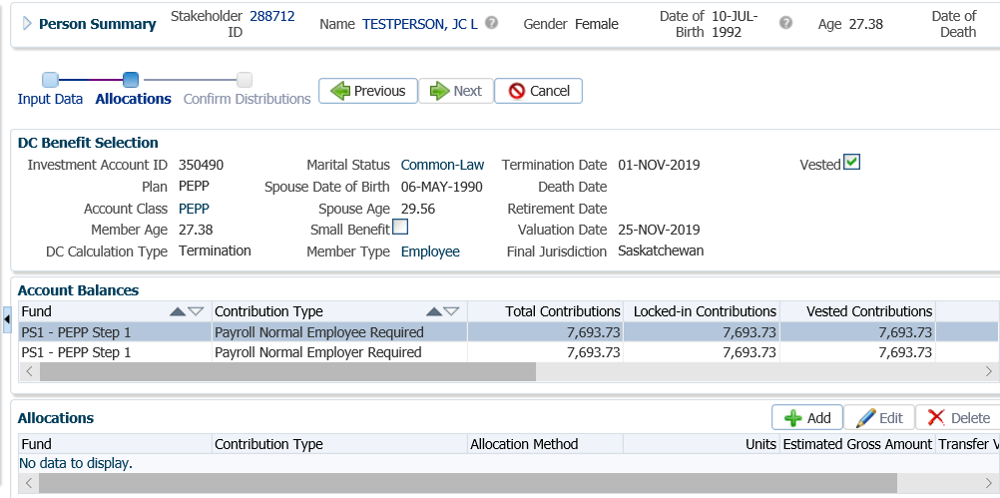 Person Summary Stakeholder ID 288712 Name TESTPERSON, JC L Gender Female Date of Birth 10-JUL-1992 Age 27.38 Date of Death
Input Data Allocations Confirm Distributions Previous Next Cancel
DC Benefit Selection
Investment Account ID 350490 Marital Status Common-Law Termination Date 01-NOV-2019 Vested
Plan PEPP Spouse Date of Birth 06-MAY-1990 Death Date
Account Class PEPP Spouse Age 29.56 Retirement Date
Member Age 27.38 Small Benefit Valuation Date 25-NOV-2019
DC Calculation Type Termination Member Type Employee Final Jurisdiction Saskatchewan
Account Balances
Fund Contribution Type Total Contributions Locked-in Contributions Vested Contributions
PS1 - PEPP Step 1 Payroll Normal Employee Required 7,693.73 7,693.73 7,693.73
PS1 - PEPP Step 1 Payroll Normal Employer Required 7,693.73 7,693.73 7,693.73
Allocations Add Edit Delete
Fund Contribution Type Allocation Method Units Estimated Gross Amount Transfer V
No data to display.